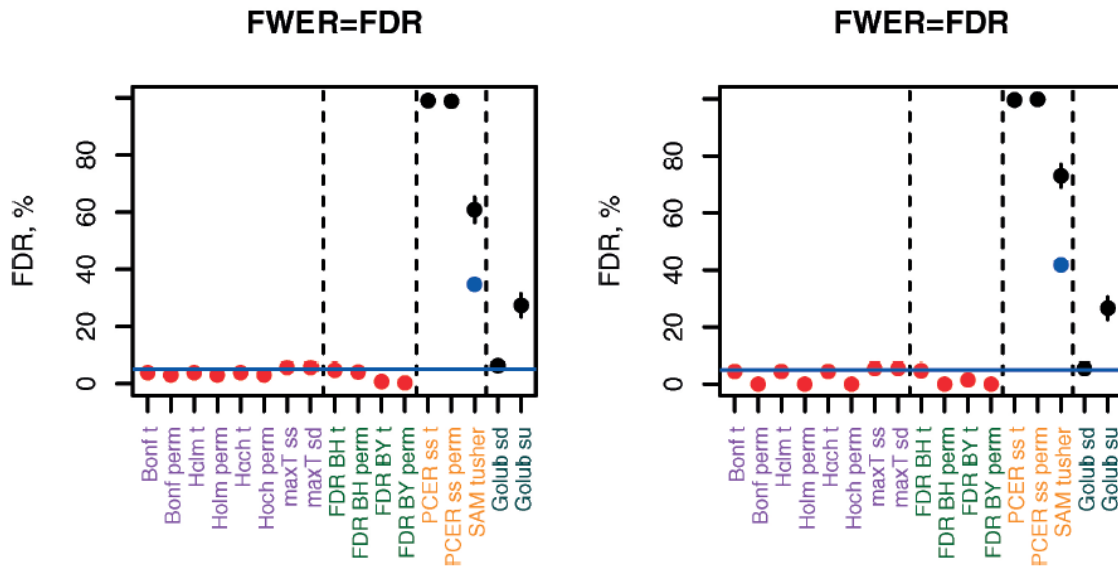 FWER=FDR
FDR, %
80
60
40
20
0
Bonf t
Bonf perm
Holm t
Holm perm
Hoch t
Hoch perm
maxT ss
maxT sd
FDR BH t
FDR BH perm
FDR BY t
FDR BY perm
PCER ss t
PCER ss perm
SAM tusher
Golub sd
Golub su
FWER=FDR
FDR, %
80
60
40
20
0
Bonf t
Bonf perm
Holm t
Holm perm
Hoch t
Hoch perm
maxT ss
maxT sd
FDR BH t
FDR BH perm
FDR BY t
FDR BY perm
PCER ss t
PCER ss perm
SAM tusher
Golub sd
Golub su